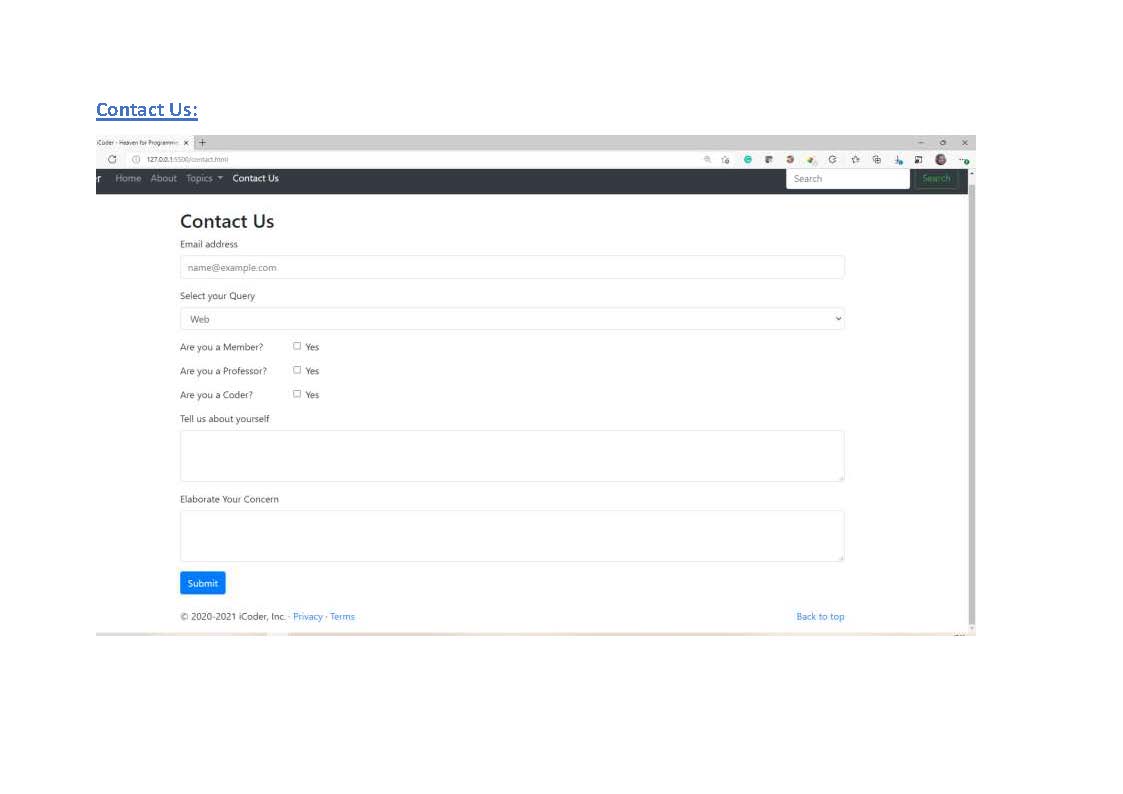 Contact Us:
iCoder - Heaven for Programmi
127.0.0.1:5500/contact.html
r Home About Topics Contact Us Search Search
Contact Us
Email address
name@example.com
Select your Query
Web
Are you a Member? Yes
Are you a Professor? Yes
Are you a Coder? Yes
Tell us about yourself
Elaborate Your Concern
Submit
© 2020-2021 iCoder, Inc. · Privacy · Terms Back to top